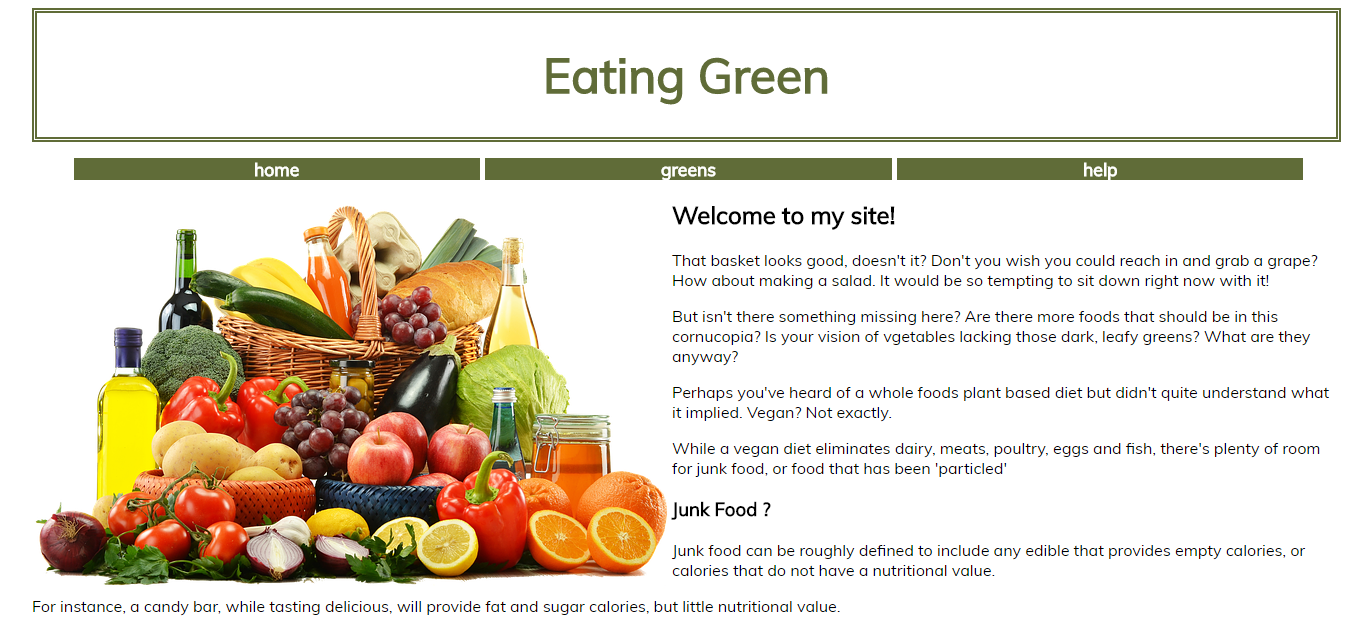 Eating Green
home
greens
help
Welcome to my site!
That basket looks good, doesn't it? Don't you wish you could reach in and grab a grape?
How about making a salad. It would be so tempting to sit down right now with it!
But isn't there something missing here? Are there more foods that should be in this
cornucopia? Is your vision of vgetables lacking those dark, leafy greens? What are they
anyway?
Perhaps you've heard of a whole foods plant based diet but didn't quite understand what
it implied. Vegan? Not exactly.
While a vegan diet eliminates dairy, meats, poultry, eggs and fish, there's plenty of room
for junk food, or food that has been 'particled'
Junk Food ?
Junk food can be roughly defined to include any edible that provides empty calories, or
calories that do not have a nutritional value.
For instance, a candy bar, while tasting delicious, will provide fat and sugar calories, but little nutritional value.